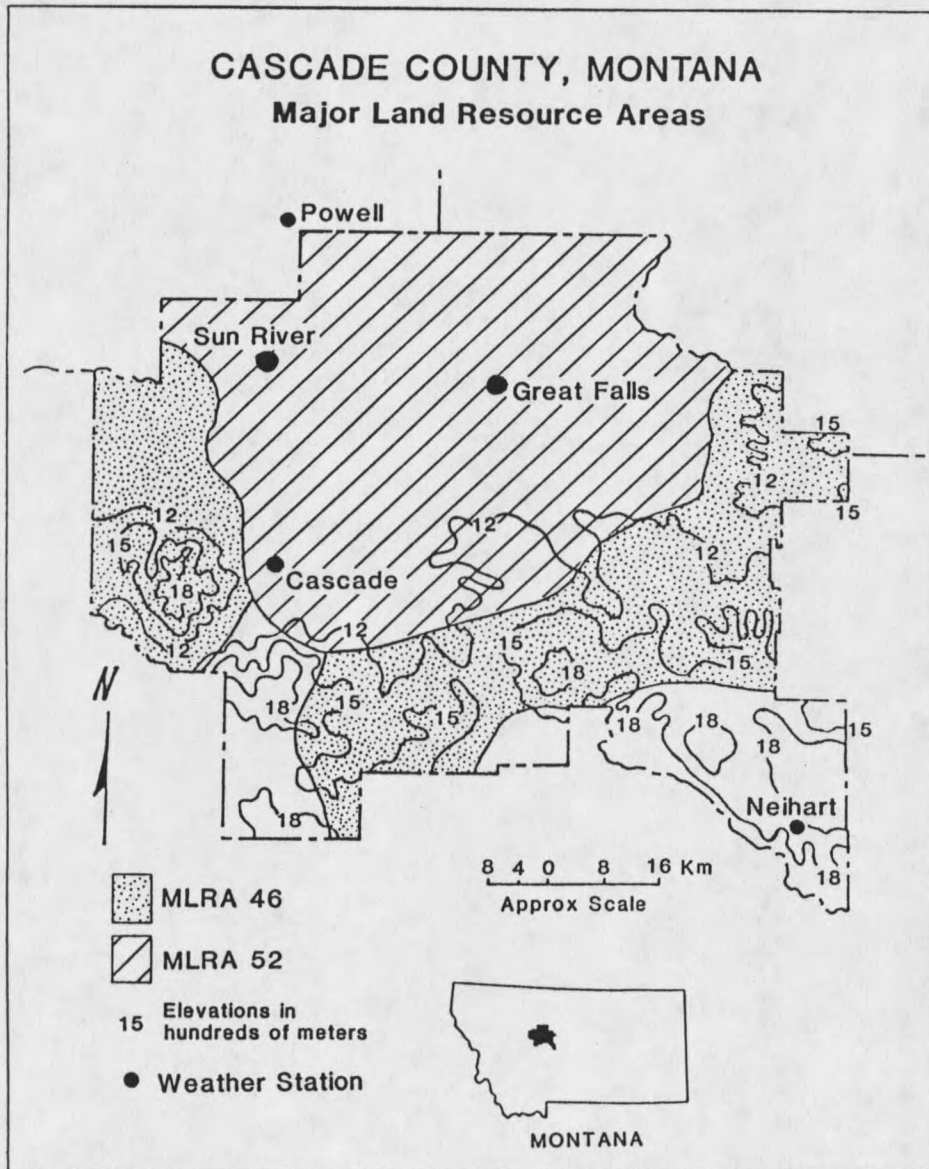 CASCADE COUNTY, MONTANA
Major Land Resource Areas
Powell
Sun River
Great Falls
15
12
15
12
12
15
12
18
Cascade
12
12
15
15
18
N
18
15
15
18
18
18
15
Neihart
18
18
8 4 0 8 16 Km
Approx Scale
MLRA 46
MLRA 52
15 Elevations in
hundreds of meters
Weather Station
MONTANA